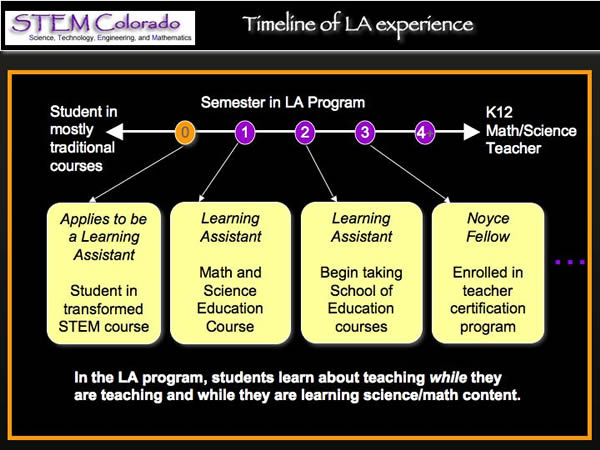 STEM Colorado
Science, Technology, Engineering, and Mathematics
Timeline of LA experience
Semester in LA Program
Student in
mostly
traditional
courses
0 1 2 3 4+
K12
Math/Science
Teacher
Applies to be
a Learning
Assistant
Student in
transformed
STEM course
Learning
Assistant
Math and
Science
Education
Course
Learning
Assistant
Begin taking
School of
Education
courses
Noyce
Fellow
Enrolled in
teacher
certification
program
...
In the LA program, students learn about teaching while they
are teaching and while they are learning science/math content.